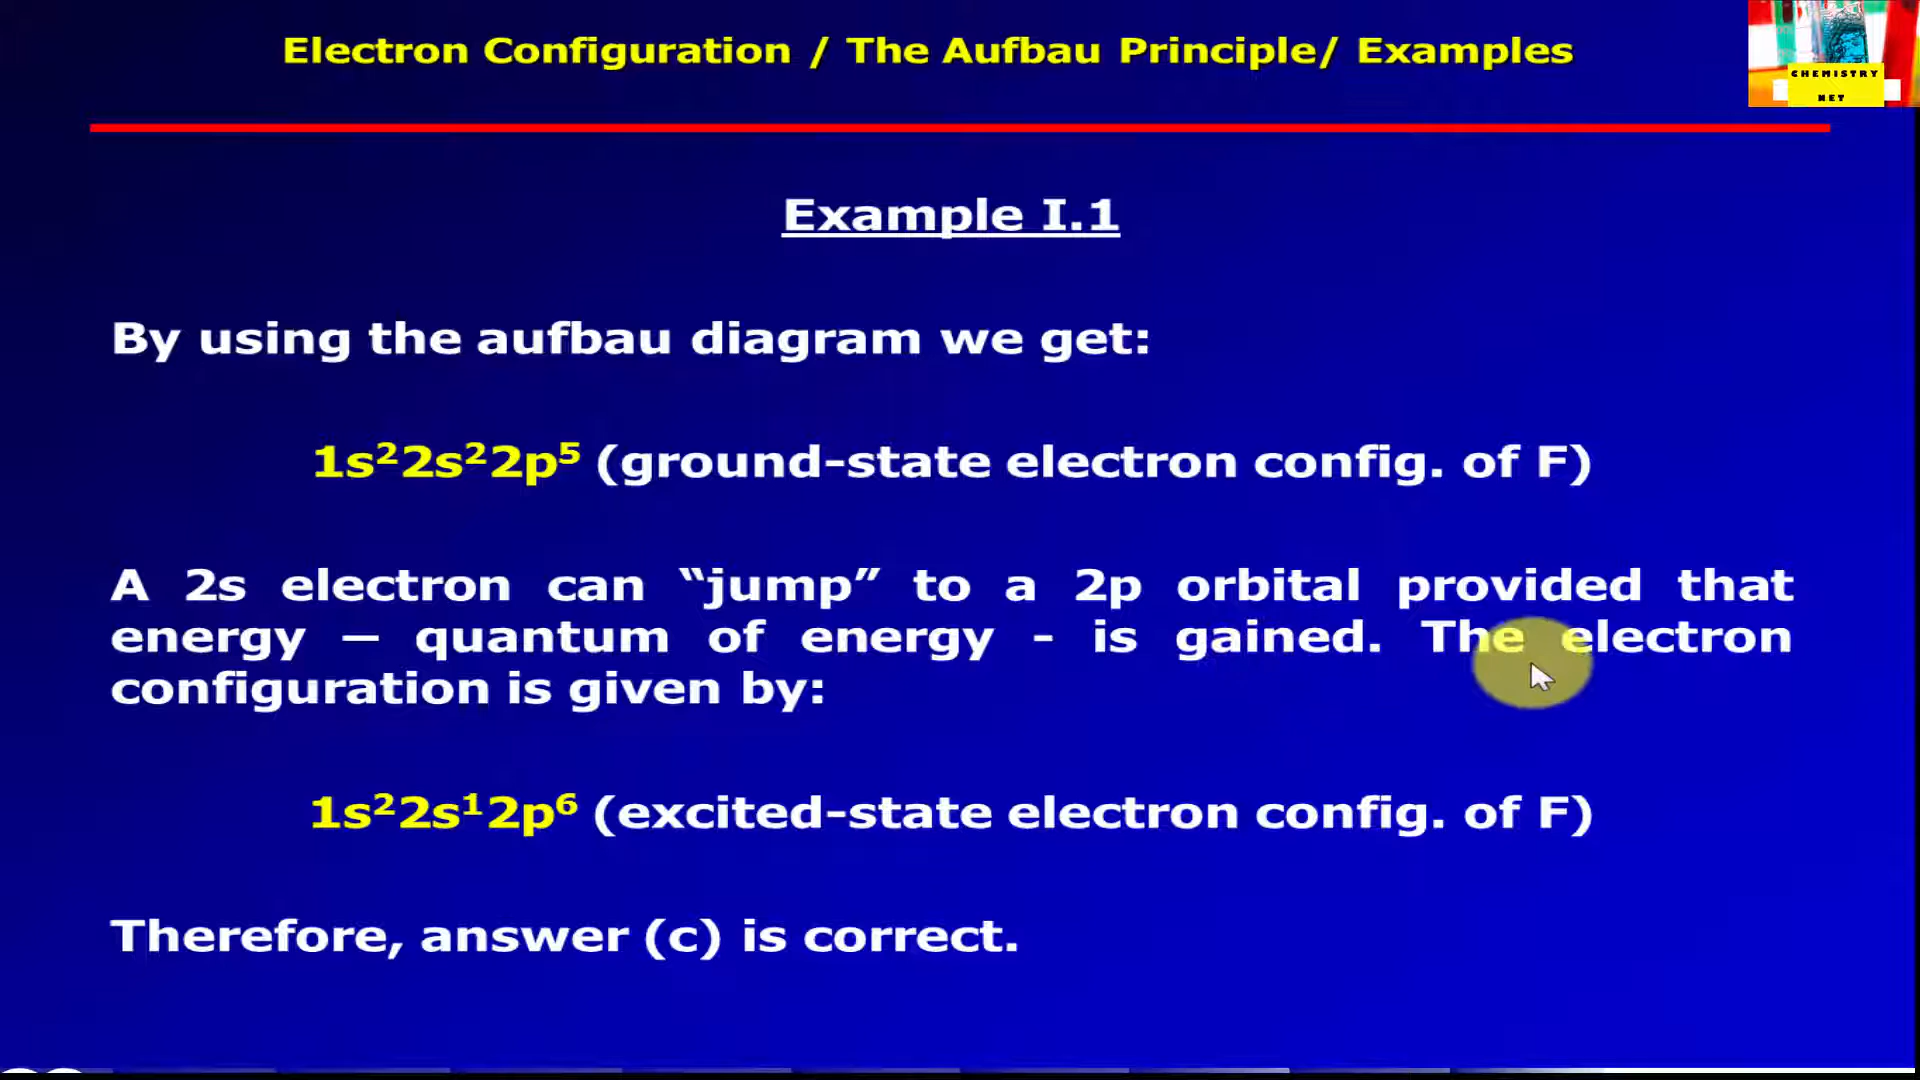 Electron Configuration / The Aufbau Principle/ Examples
CHEMISTRY
NET
Example I.1
By using the aufbau diagram we get:
1s²2s²2p⁵ (ground-state electron config. of F)
A 2s electron can “jump” to a 2p orbital provided that
energy – quantum of energy - is gained. The electron
configuration is given by:
1s²2s¹2p⁶ (excited-state electron config. of F)
Therefore, answer (c) is correct.